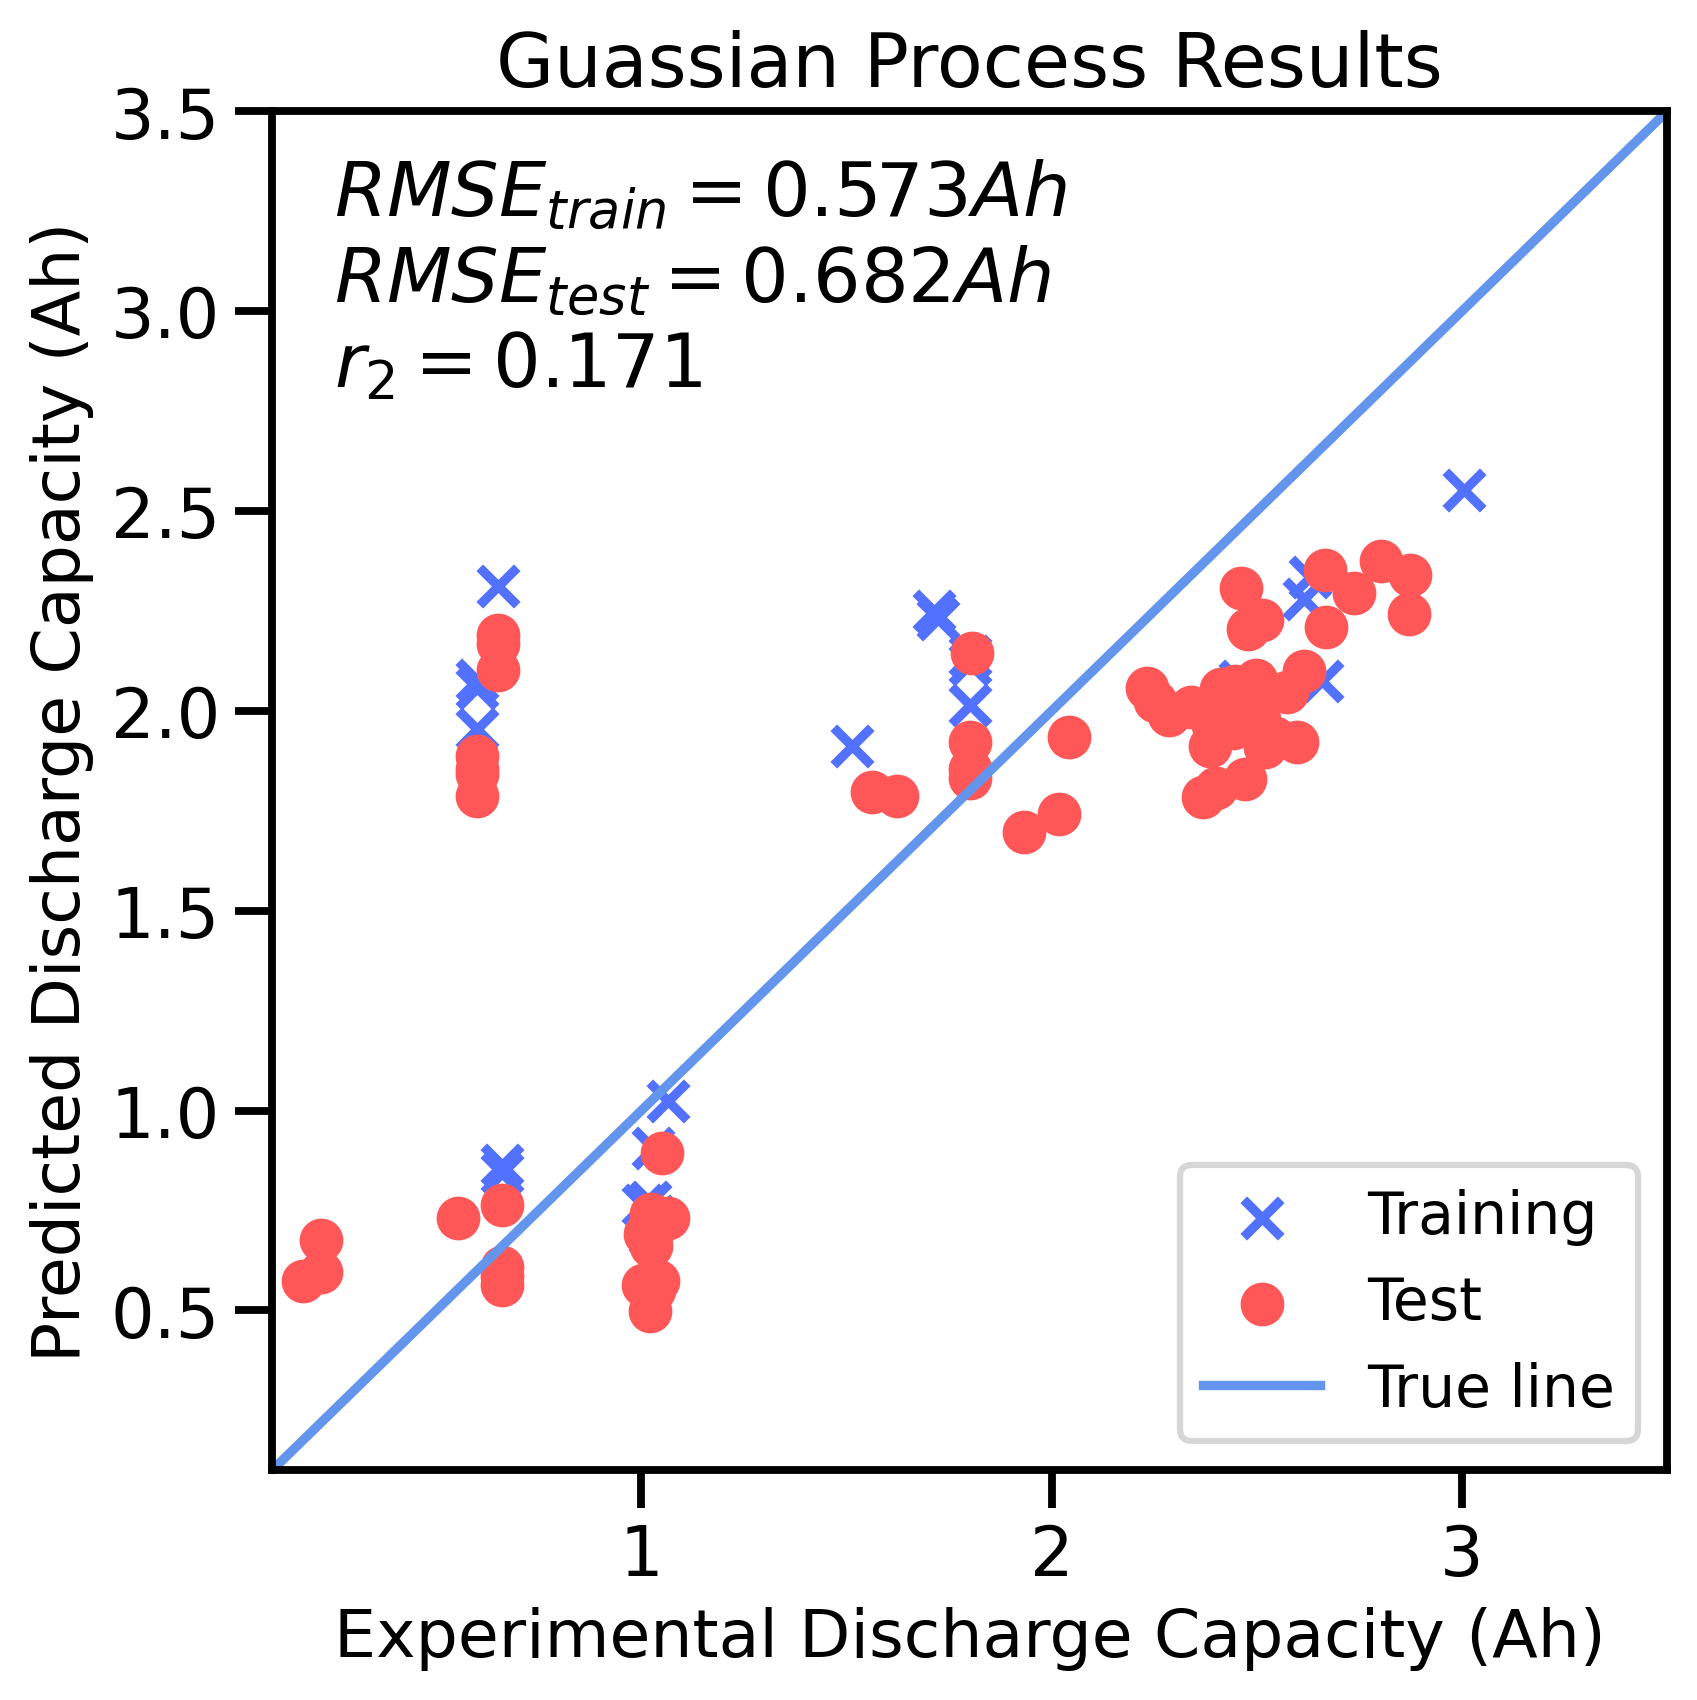 Guassian Process Results
3.5
3.0
2.5
2.0
1.5
1.0
0.5
Predicted Discharge Capacity (Ah)
RMSE_train = 0.573Ah
RMSE_test = 0.682Ah
r_2 = 0.171
Training
Test
True line
1 2 3
Experimental Discharge Capacity (Ah)